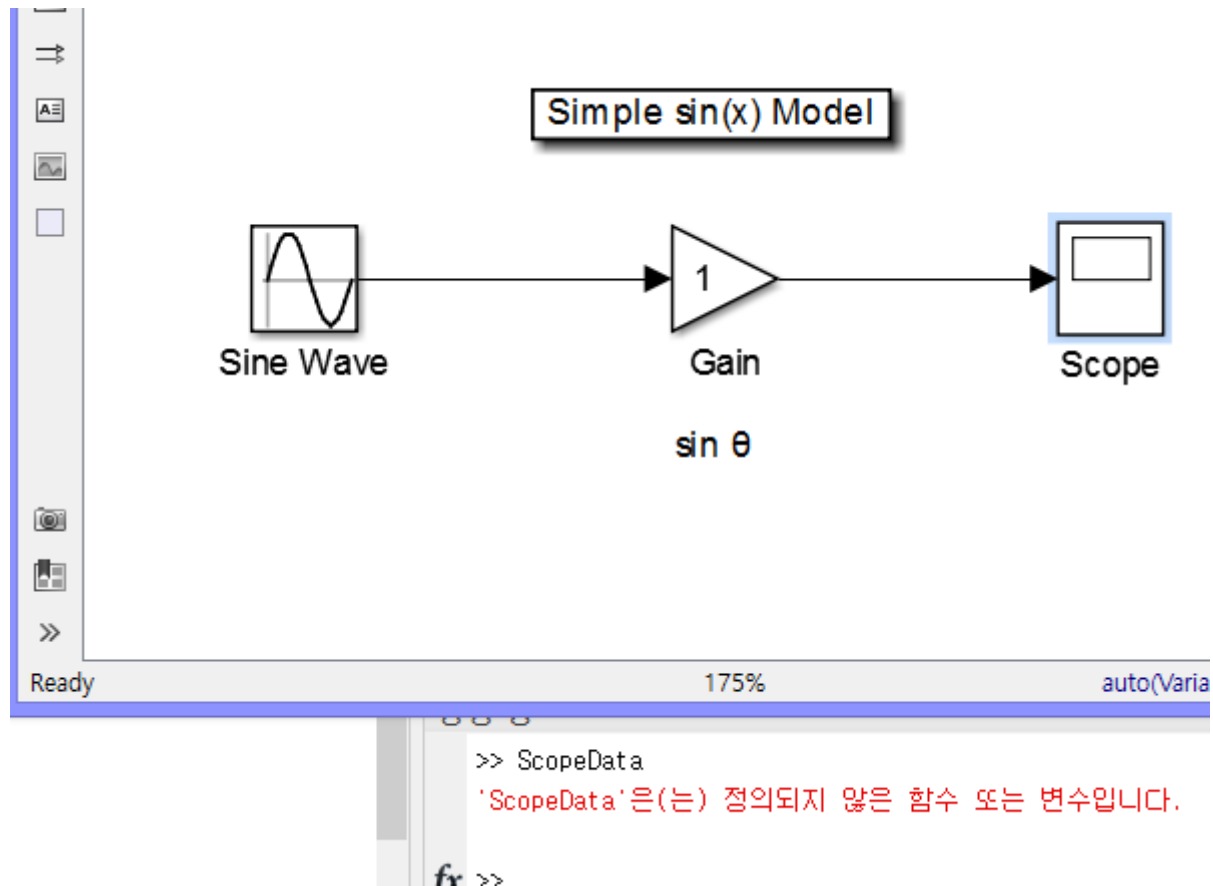 A
Simple sin(x) Model
1
Sine Wave
Gain
Scope
sin θ
Ready
175%
auto(Varia
>> ScopeData
'ScopeData'은(는) 정의되지 않은 함수 또는 변수입니다.
fx >>